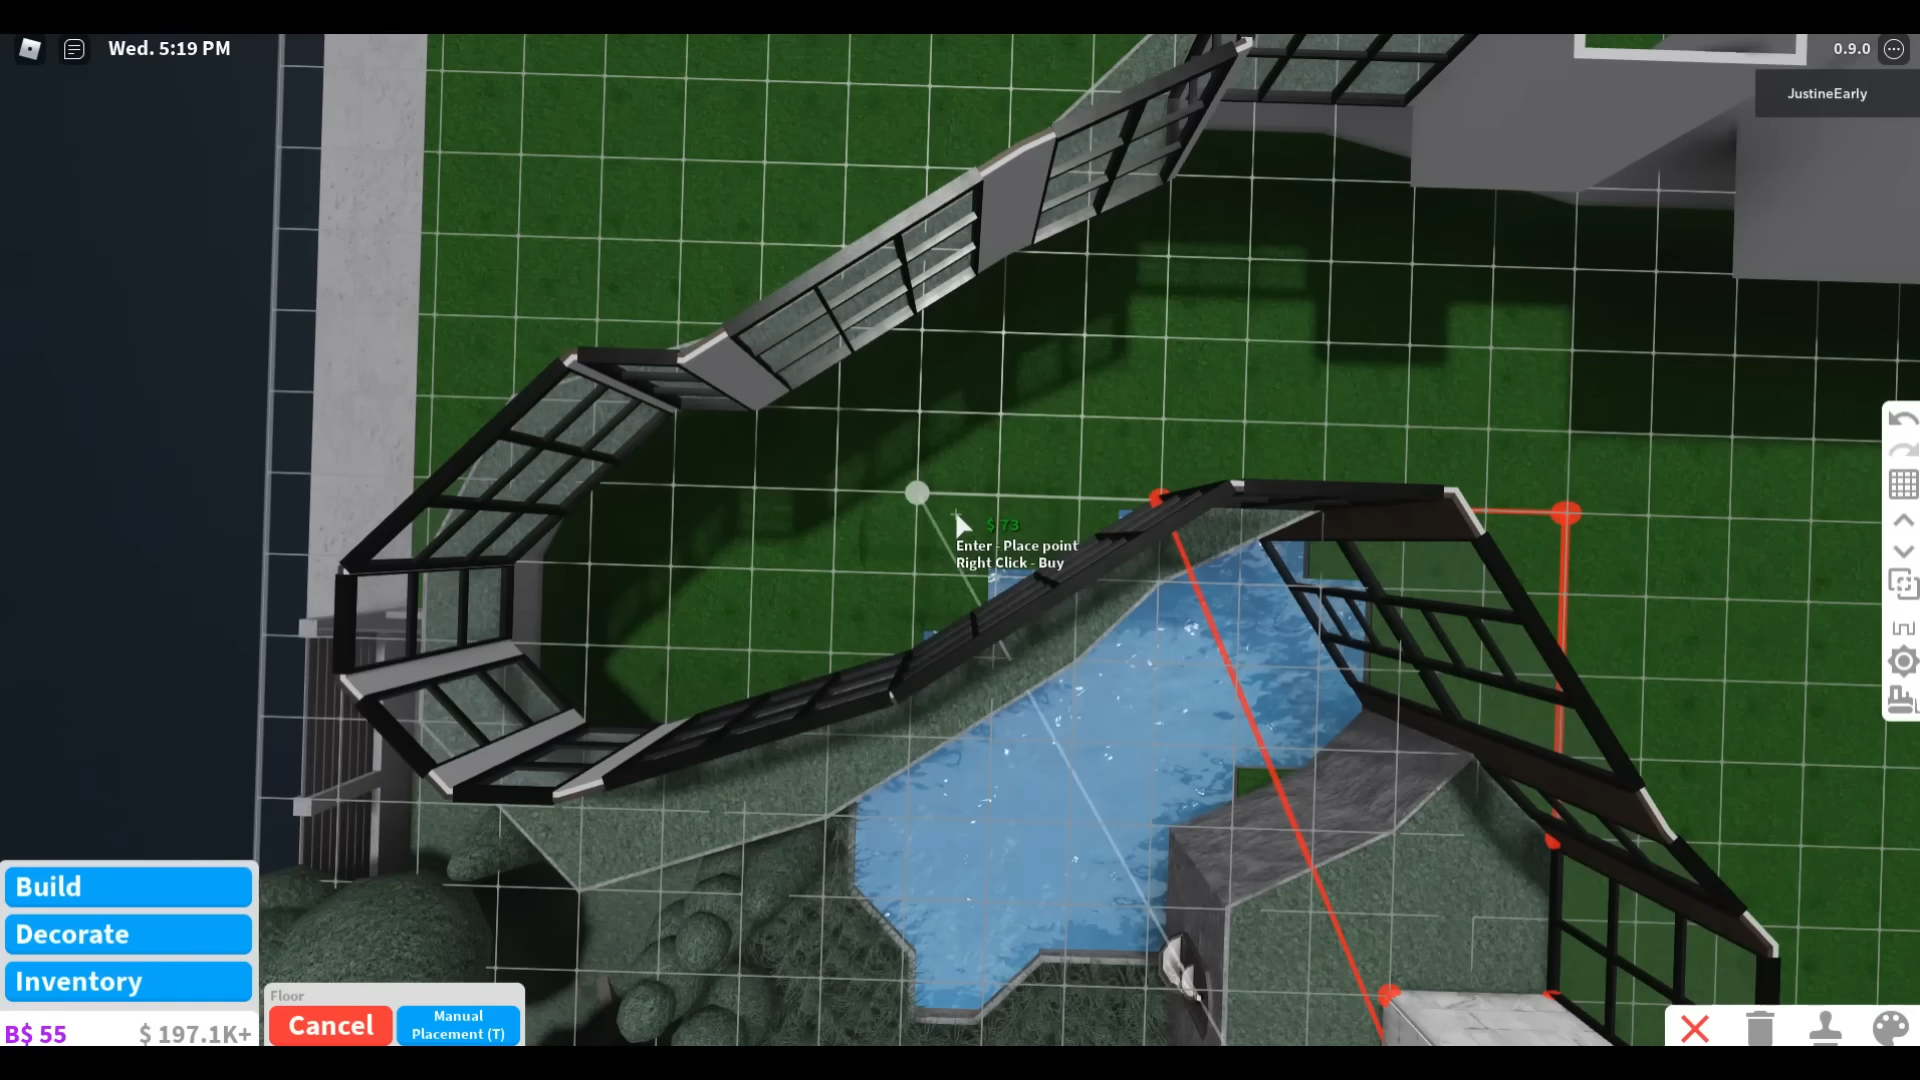 Wed. 5:19 PM
0.9.0
JustineEarly
$ 73
Enter - Place point
Right Click - Buy
Build
Decorate
Inventory
B$ 55
$ 197.1K+
Floor
Cancel
Manual
Placement (T)